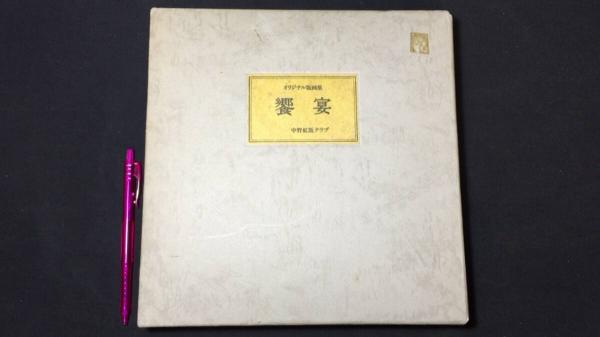 オリジナル版画集
饗宴
中野紅版クラブ